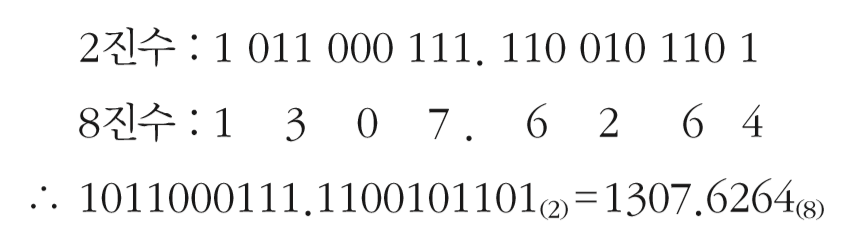 2진수 : 1 011 000 111. 110 010 110 1
8진수 : 1 3 0 7 . 6 2 6 4
∴ 1011000111.1100101101(2)=1307.6264(8)